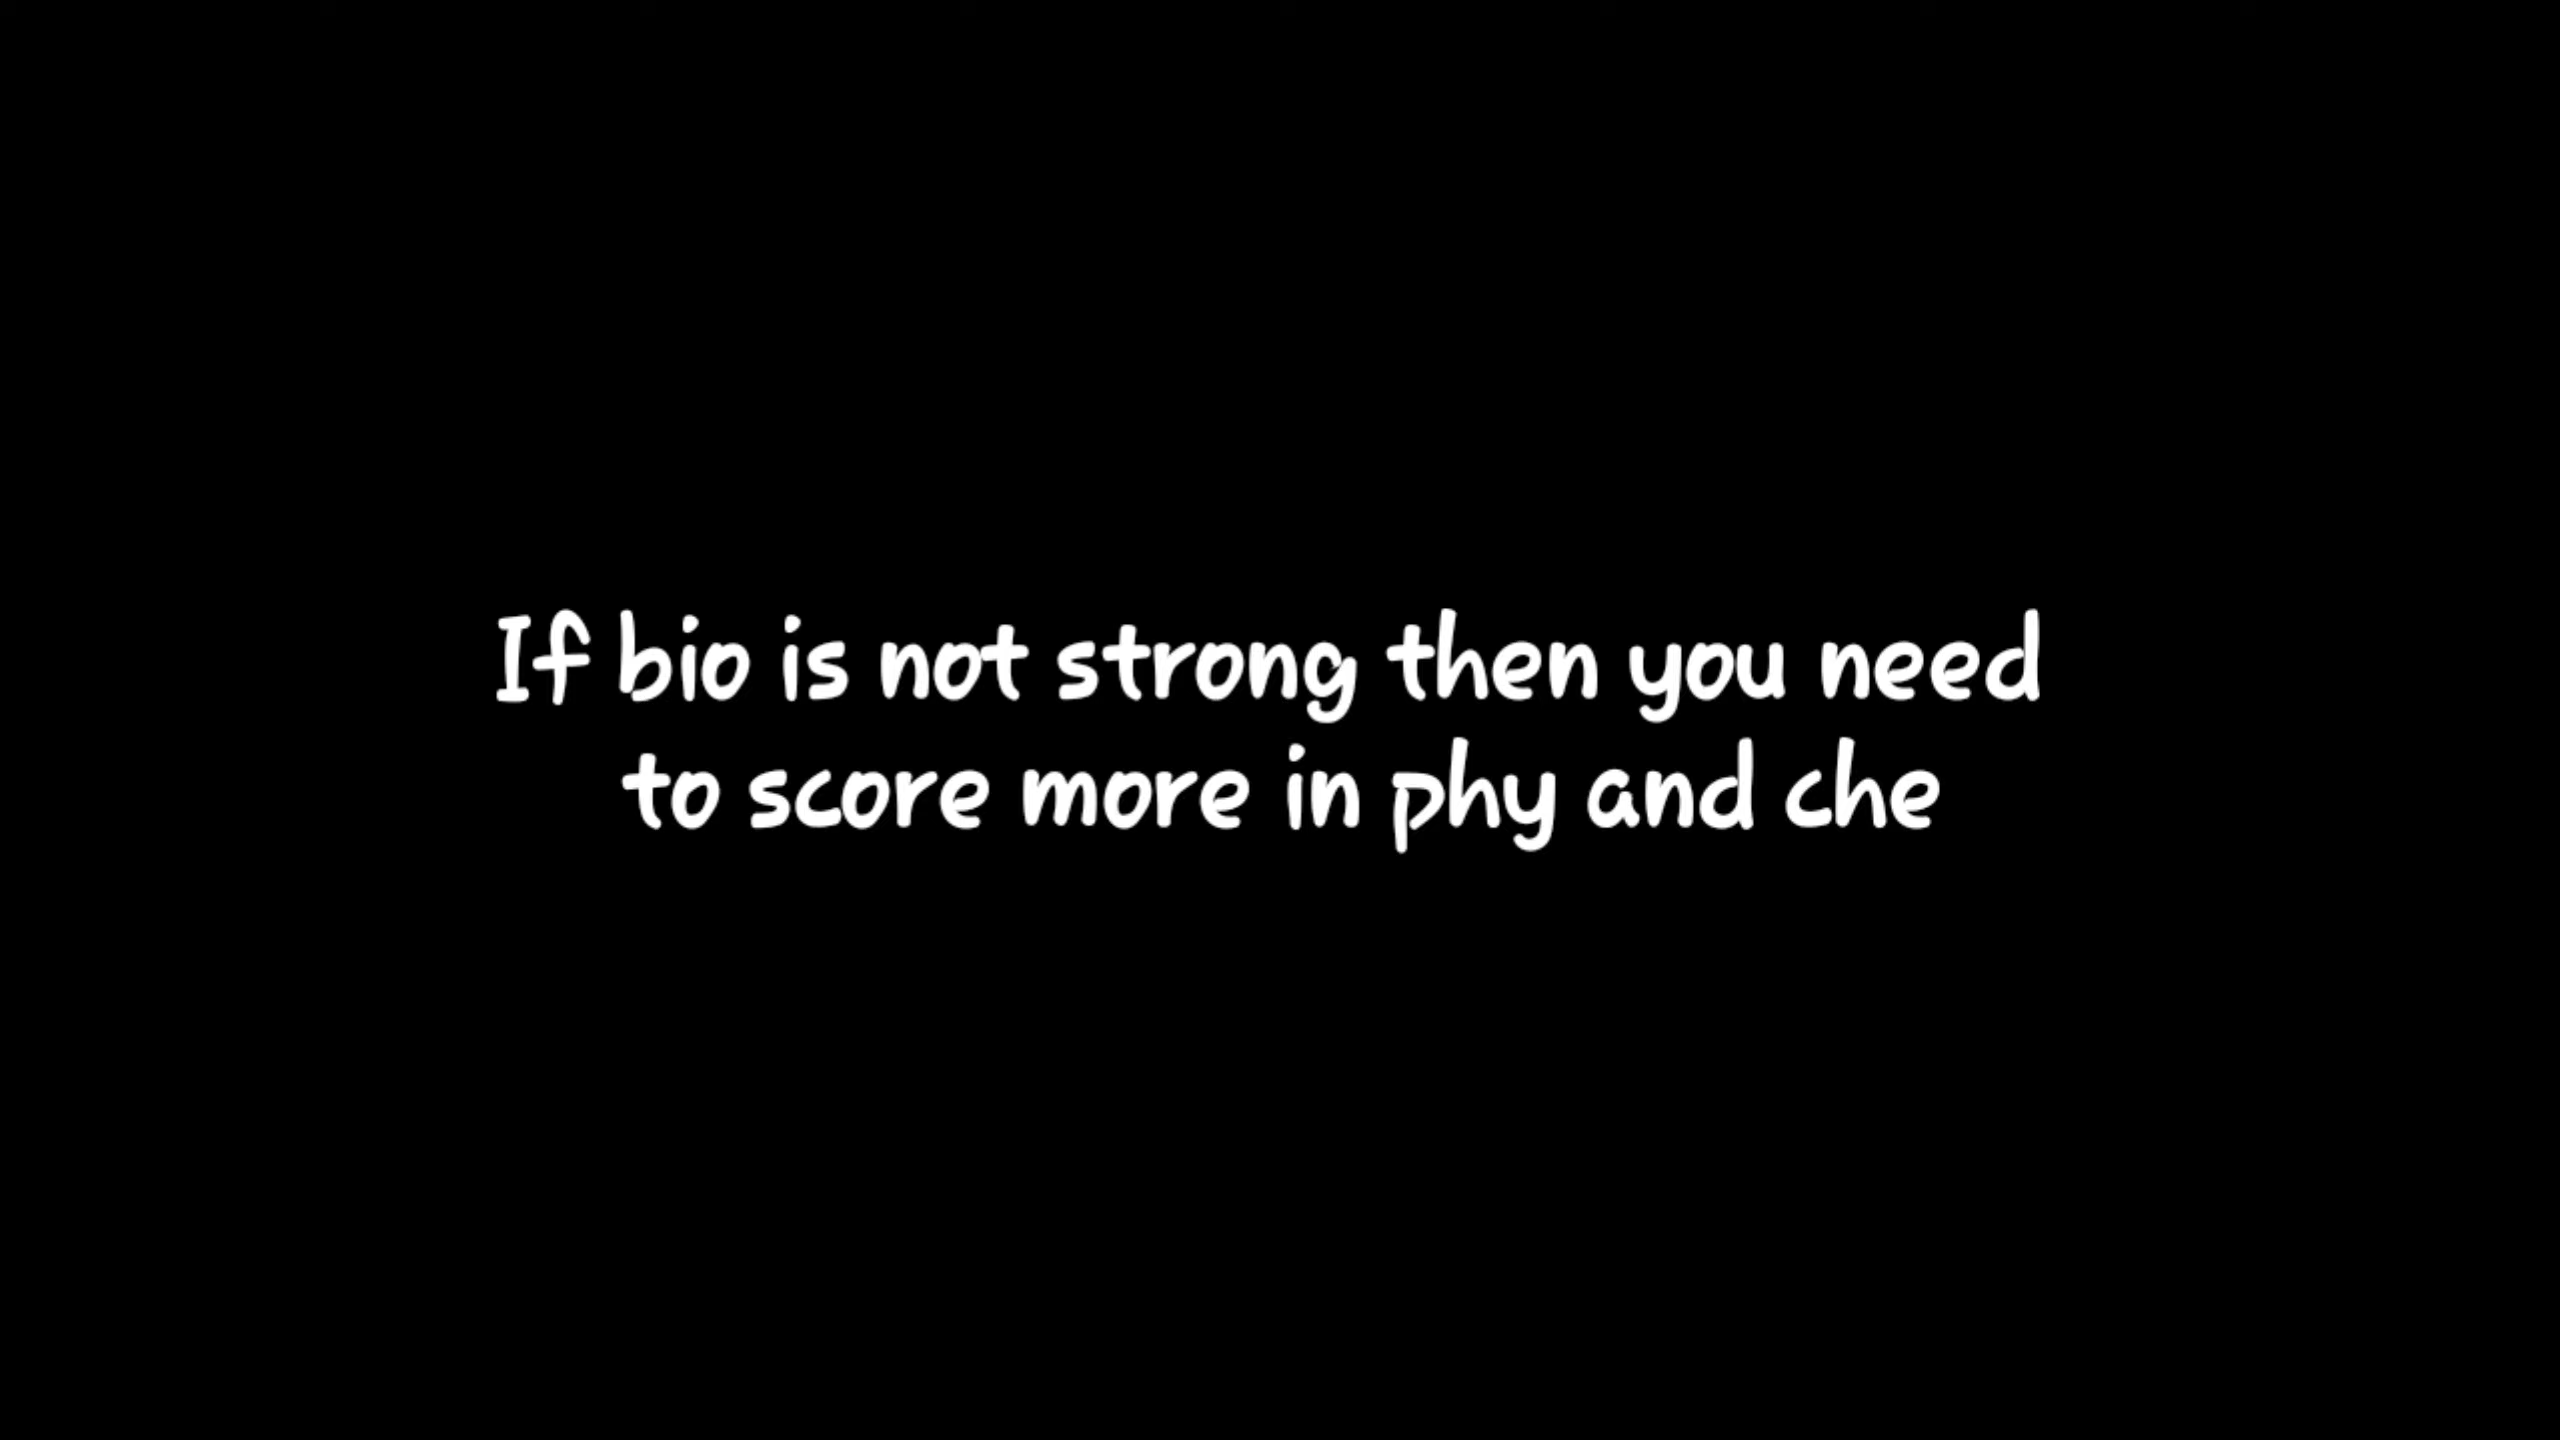 If bio is not strong then you need
to score more in phy and che